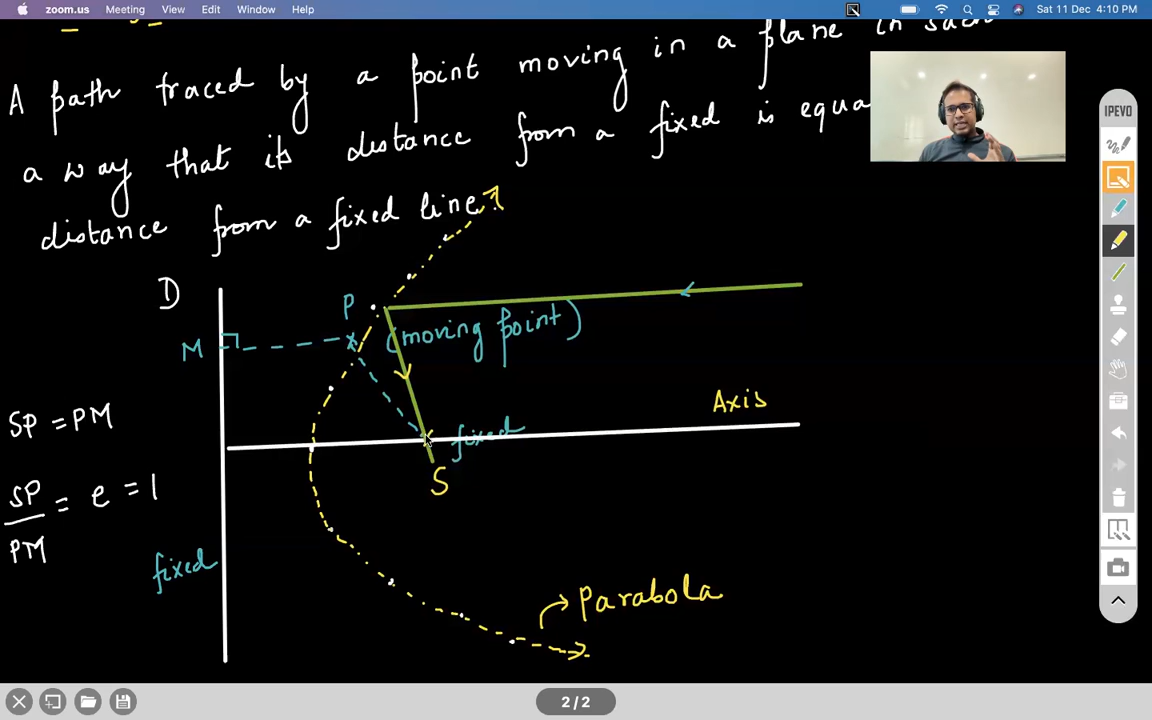 zoom.us Meeting View Edit Window Help Sat 11 Dec 4:10 PM
A path traced by a point moving in a plane in such
a way that its distance from a fixed is equa
distance from a fixed line.
IPEVO
D
P
(moving point)
M
Axis
SP = PM
fixed
S
SP/PM = e = 1
fixed
Parabola
2/2